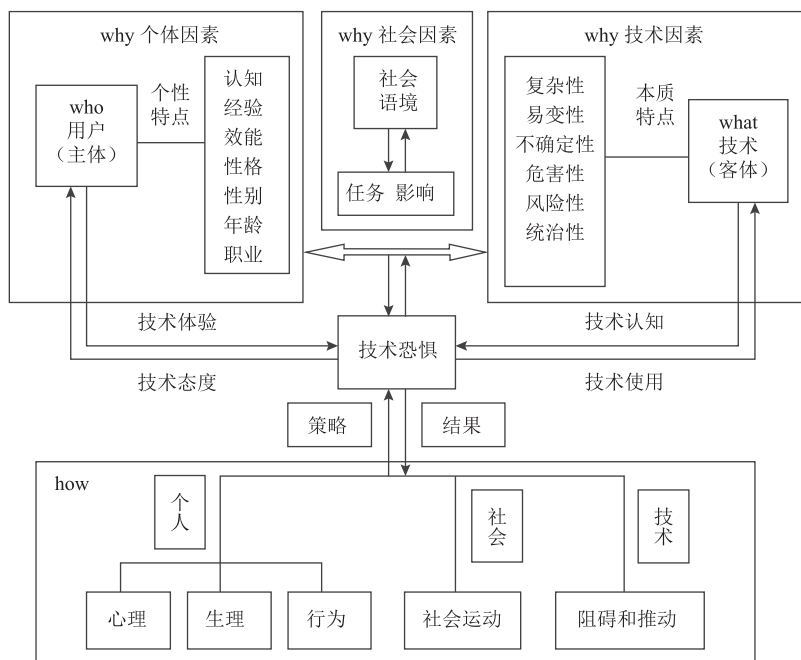 why 个体因素
who
用户
（主体）
个性
特点
认知
经验
效能
性格
性别
年龄
职业
why 社会因素
社会
语境
任务 影响
why 技术因素
复杂性
易变性
不确定性
危害性
风险性
统治性
本质
特点
what
技术
（客体）
技术体验
技术态度
技术恐惧
技术认知
技术使用
策略
结果
how
个
人
社
会
技
术
心理
生理
行为
社会运动
阻碍和推动